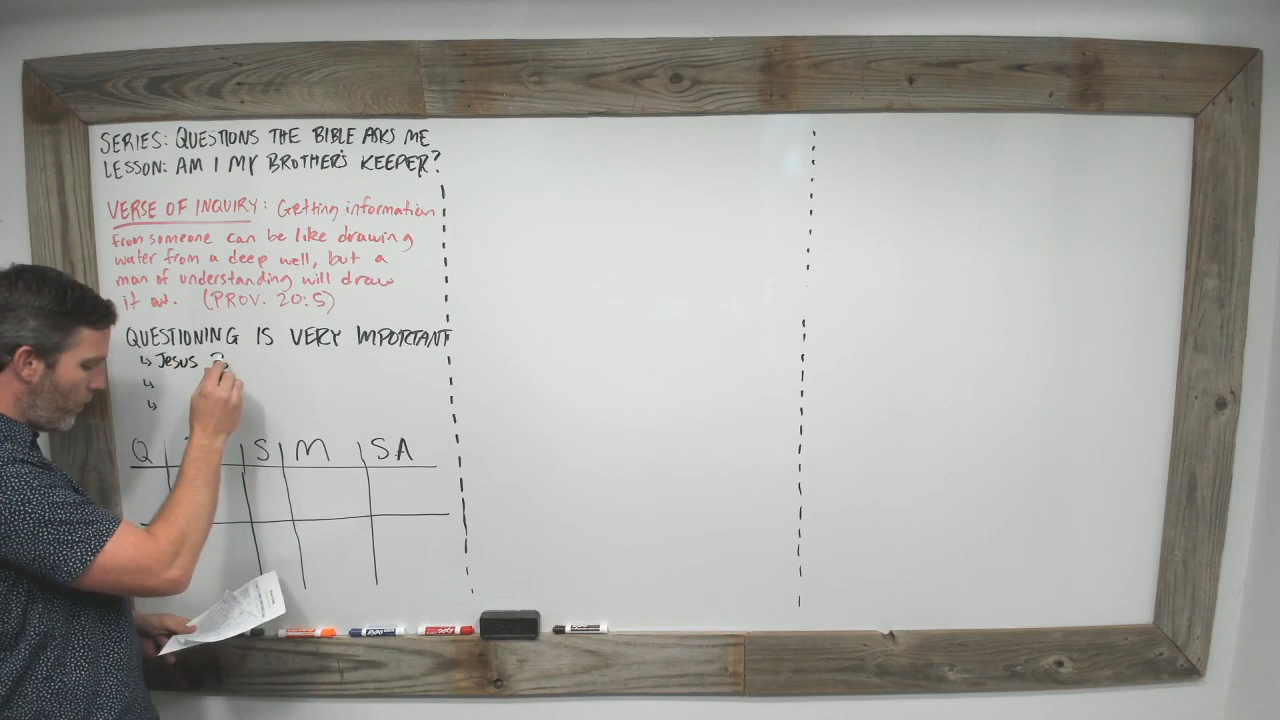 SERIES: QUESTIONS THE BIBLE ASKS ME
LESSON: AM I MY BROTHER'S KEEPER?
VERSE OF INQUIRY: Getting information
from someone can be like drawing
water from a deep well, but a
man of understanding will draw
it out. (PROV. 20:5)
QUESTIONING IS VERY IMPORTANT
↳ Jesus
↳
↳
Q S M SA
EXPO EXPO